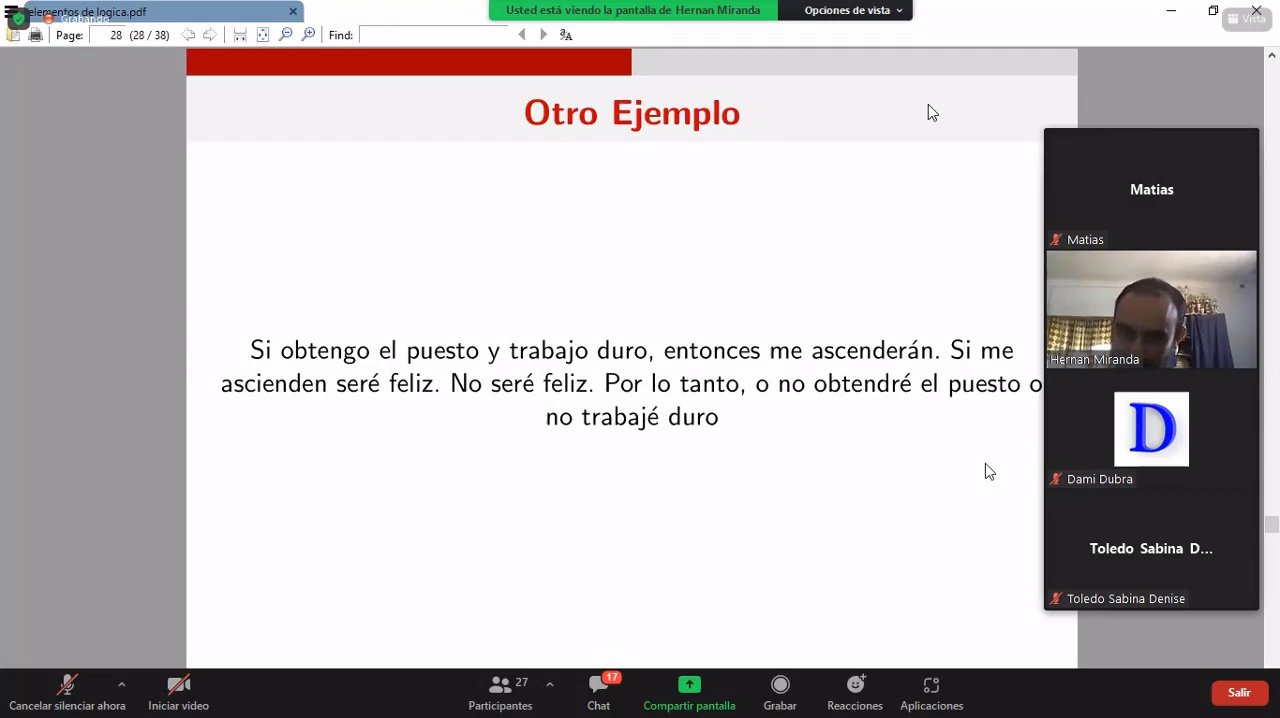 elementos de logica.pdf
Grabando
Usted está viendo la pantalla de Hernan Miranda
Opciones de vista
Page: 28 (28 / 38) Find:
Vista
Otro Ejemplo
Si obtengo el puesto y trabajo duro, entonces me ascenderán. Si me
ascienden seré feliz. No seré feliz. Por lo tanto, o no obtendré el puesto o
no trabajé duro
Matias
Matias
Hernan Miranda
D
Dami Dubra
Toledo Sabina D...
Toledo Sabina Denise
27
17
Cancelar silenciar ahora
Iniciar video
Participantes
Chat
Compartir pantalla
Grabar
Reacciones
Aplicaciones
Salir